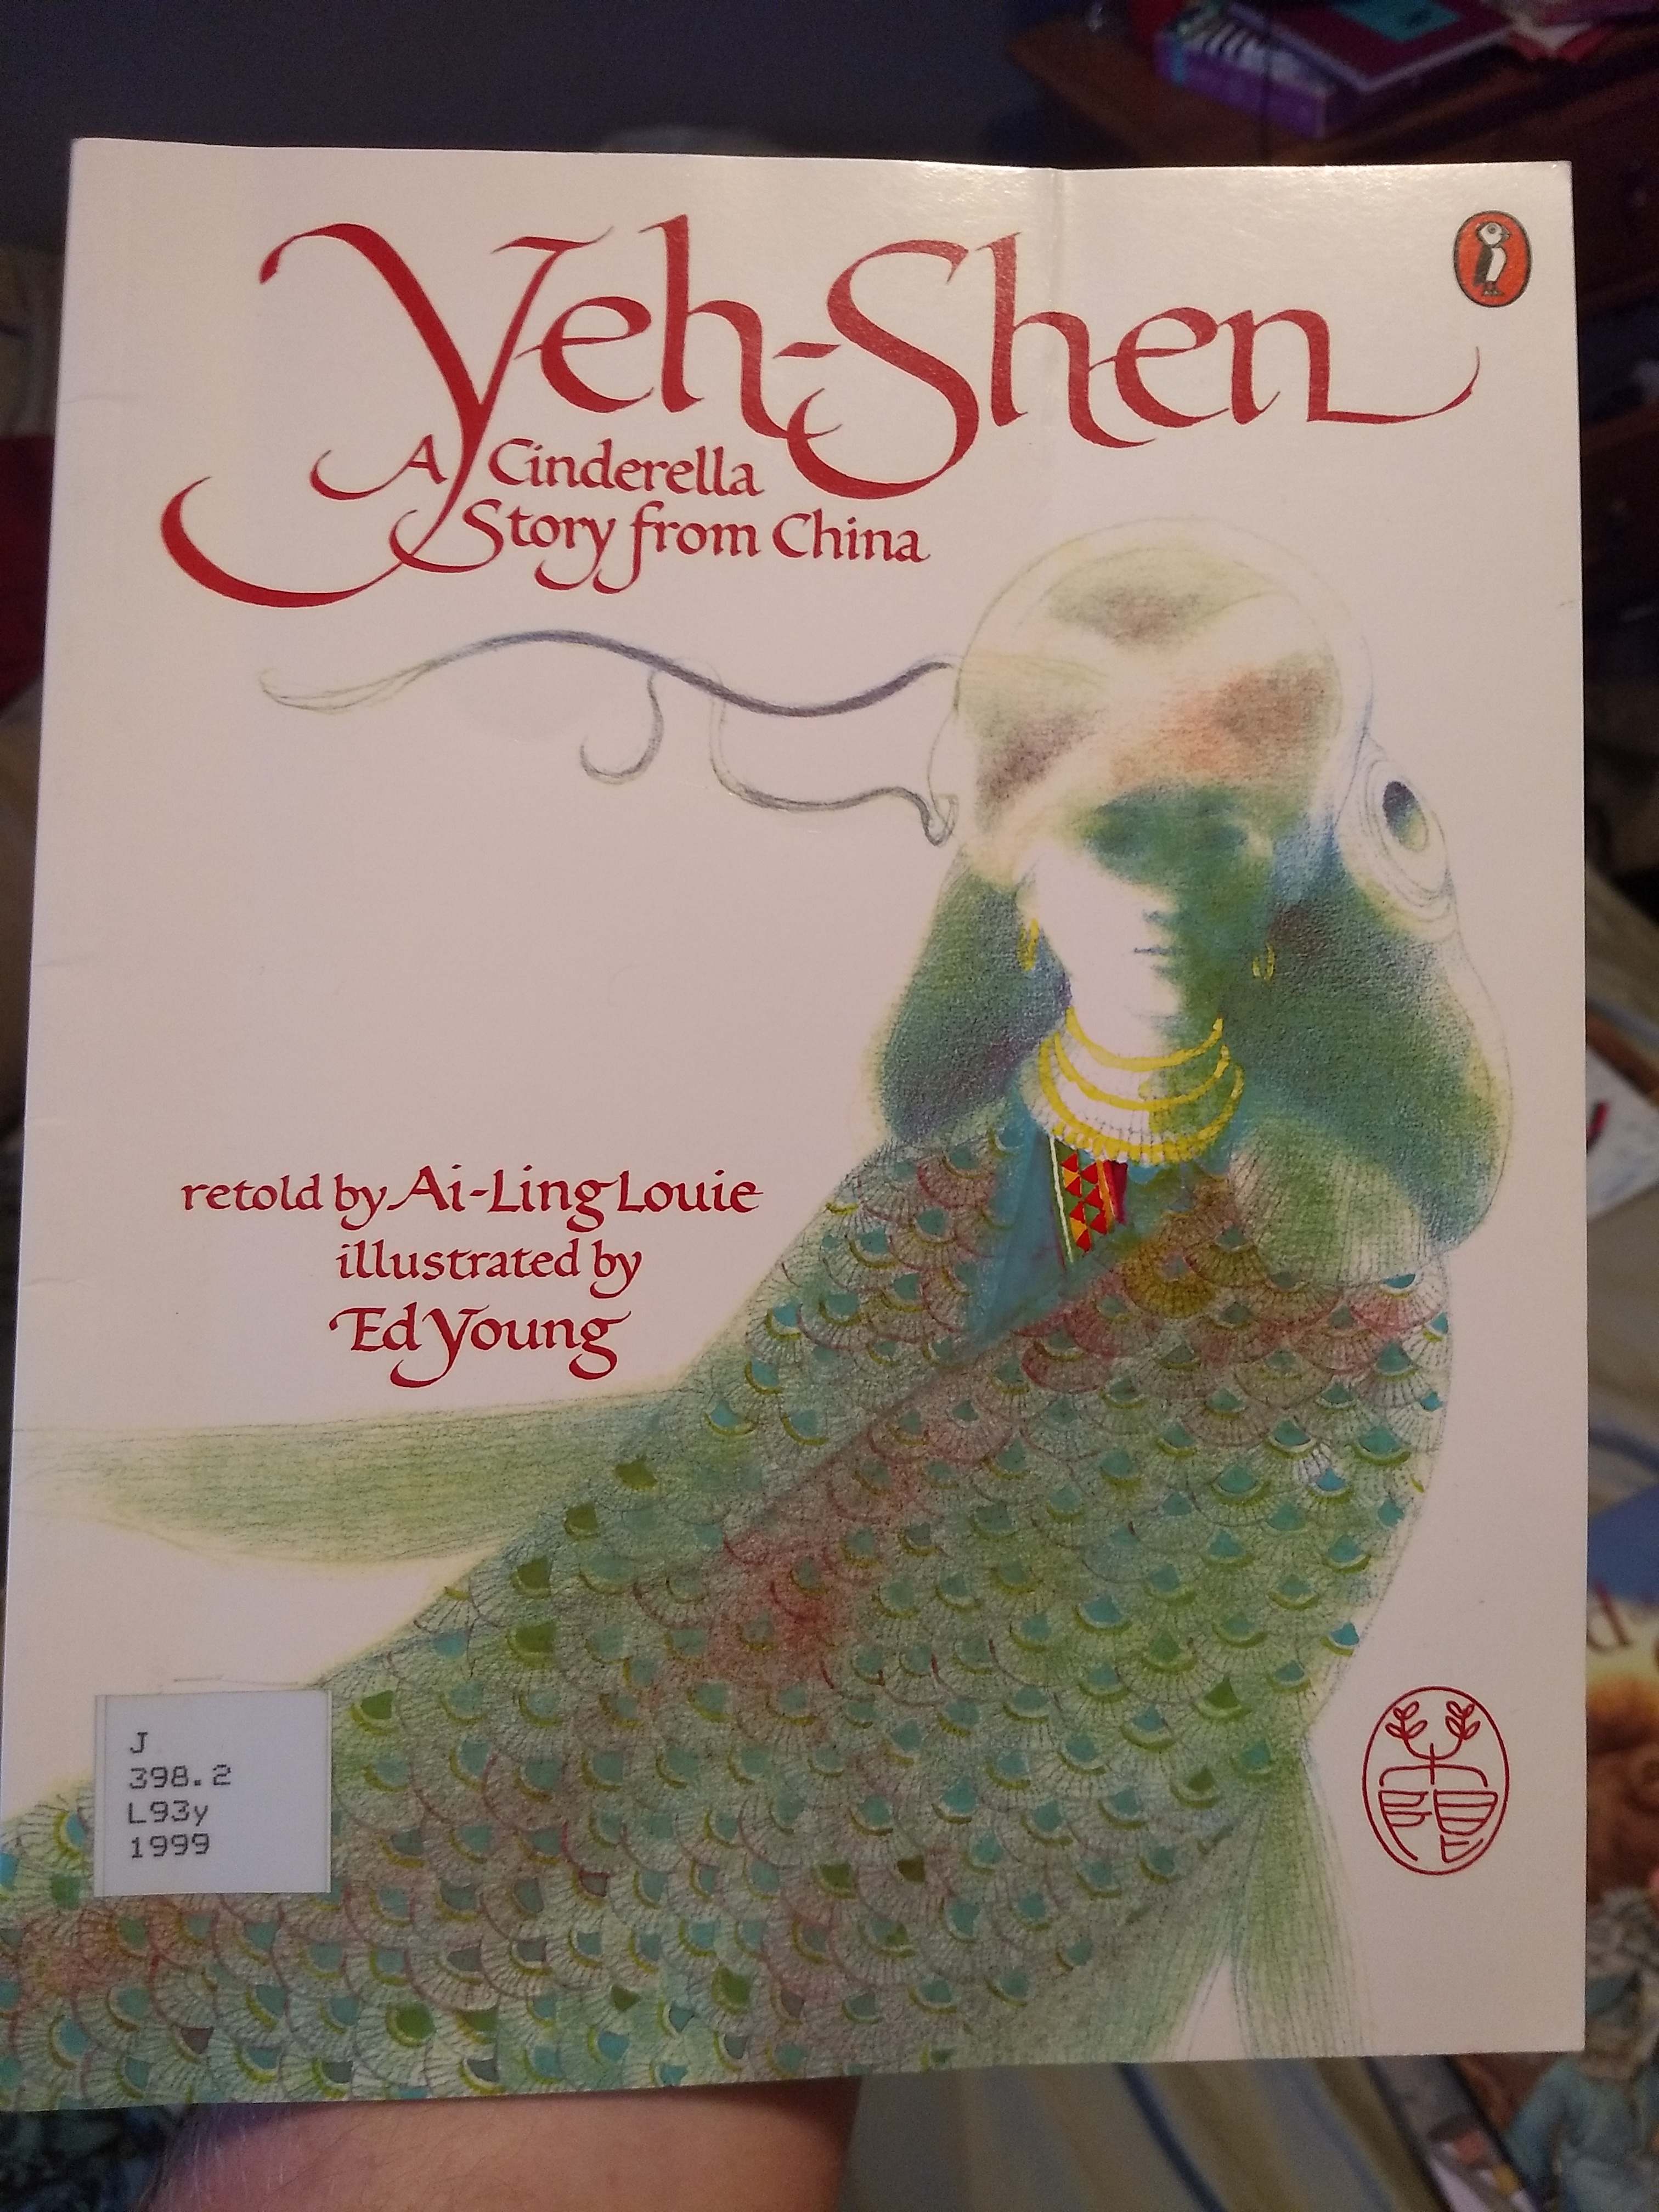 Yeh-Shen
A Cinderella
Story from China
retold by Ai-Ling Louie
illustrated by
Ed Young
J
398.2
L93y
1999